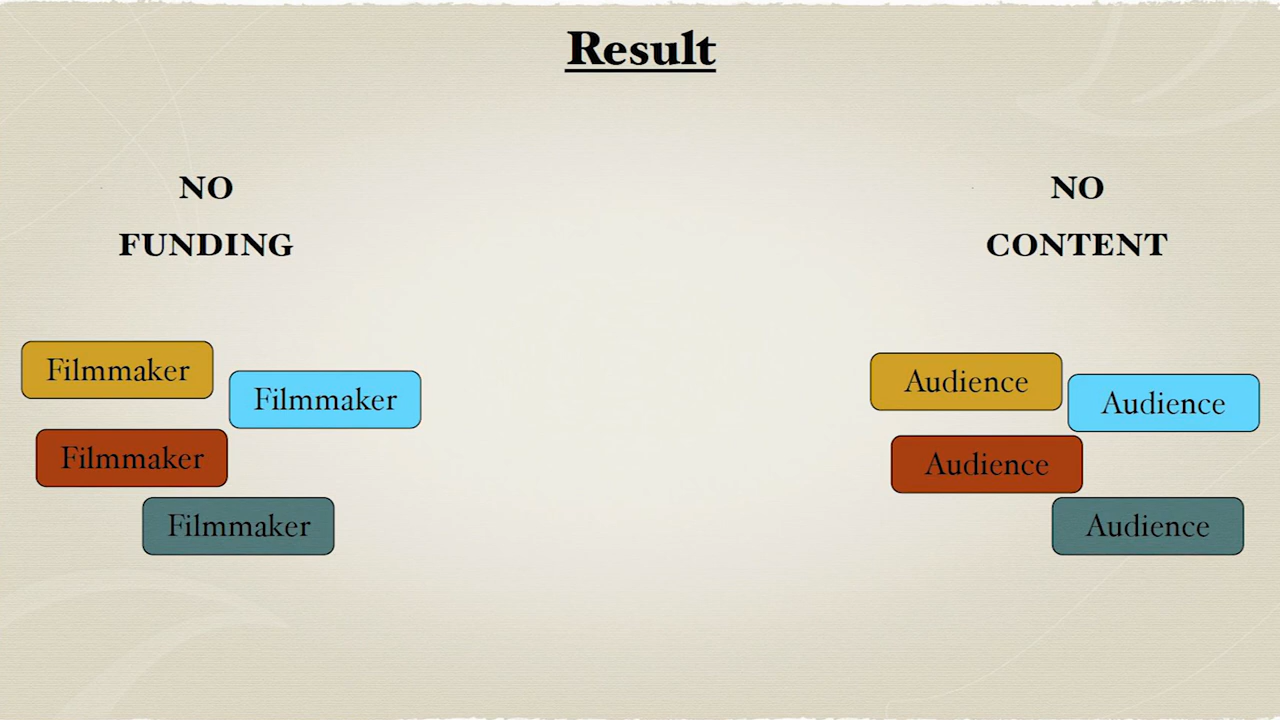 Result
NO
FUNDING
NO
CONTENT
Filmmaker
Filmmaker
Filmmaker
Filmmaker
Audience
Audience
Audience
Audience